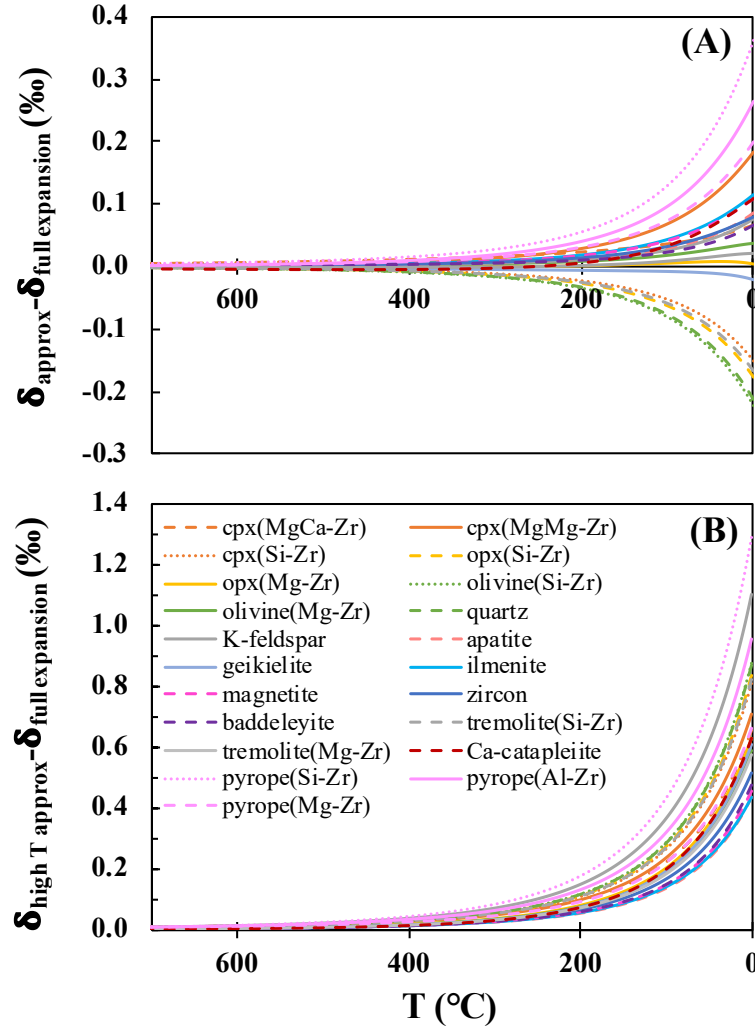 0.4
(A)
0.3
0.2
0.1
0.0
600
400
200
0
-0.1
-0.2
-0.3
δapprox-δfull expansion (‰)
1.4
(B)
1.2
1.0
0.8
0.6
0.4
0.2
0.0
cpx(MgCa-Zr) cpx(MgMg-Zr)
cpx(Si-Zr) opx(Si-Zr)
opx(Mg-Zr) olivine(Si-Zr)
olivine(Mg-Zr) quartz
K-feldspar apatite
geikielite ilmenite
magnetite zircon
baddeleyite tremolite(Si-Zr)
tremolite(Mg-Zr) Ca-catapleiite
pyrope(Si-Zr) pyrope(Al-Zr)
pyrope(Mg-Zr)
δhigh T approx-δfull expansion (‰)
600 400 200 0
T (°C)